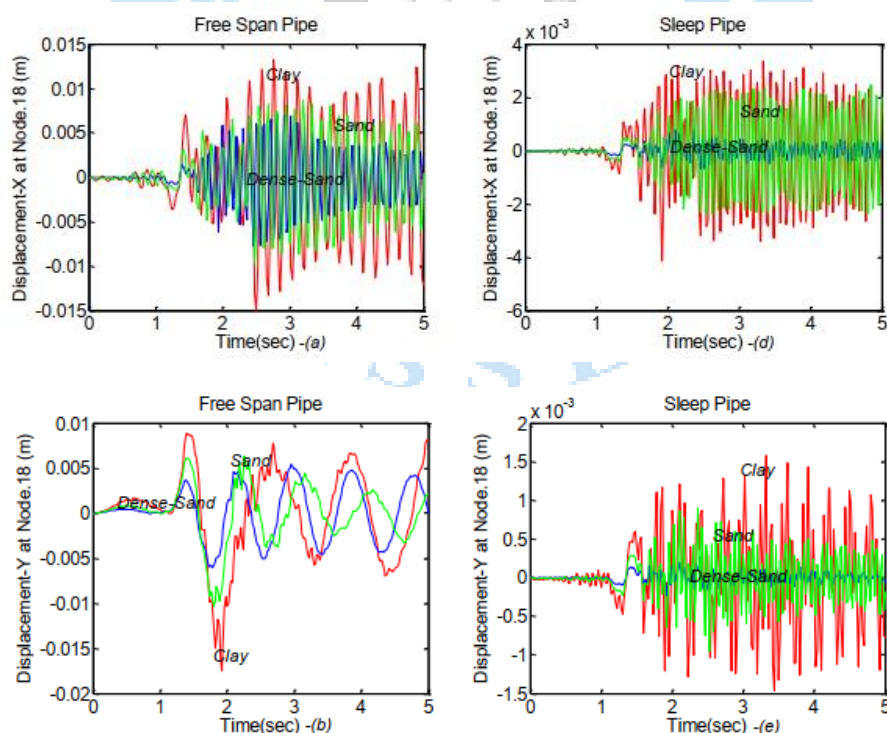 Free Span Pipe
0.015
0.01
0.005
0
-0.005
-0.01
-0.015
Displacement-X at Node.18 (m)
Clay
Sand
Dense-Sand
0 1 2 3 4 5
Time(sec) -(a)
Sleep Pipe
x 10^-3
4
2
0
-2
-4
-6
Displacement-X at Node.18 (m)
Clay
Sand
Dense-Sand
0 1 2 3 4 5
Time(sec) -(d)
Free Span Pipe
0.01
0.005
0
-0.005
-0.01
-0.015
-0.02
Displacement-Y at Node.18 (m)
Sand
Dense-Sand
Clay
0 1 2 3 4 5
Time(sec) -(b)
Sleep Pipe
x 10^-3
2
1.5
1
0.5
0
-0.5
-1
-1.5
Displacement-Y at Node.18 (m)
Clay
Sand
Dense-Sand
0 1 2 3 4 5
Time(sec) -(e)